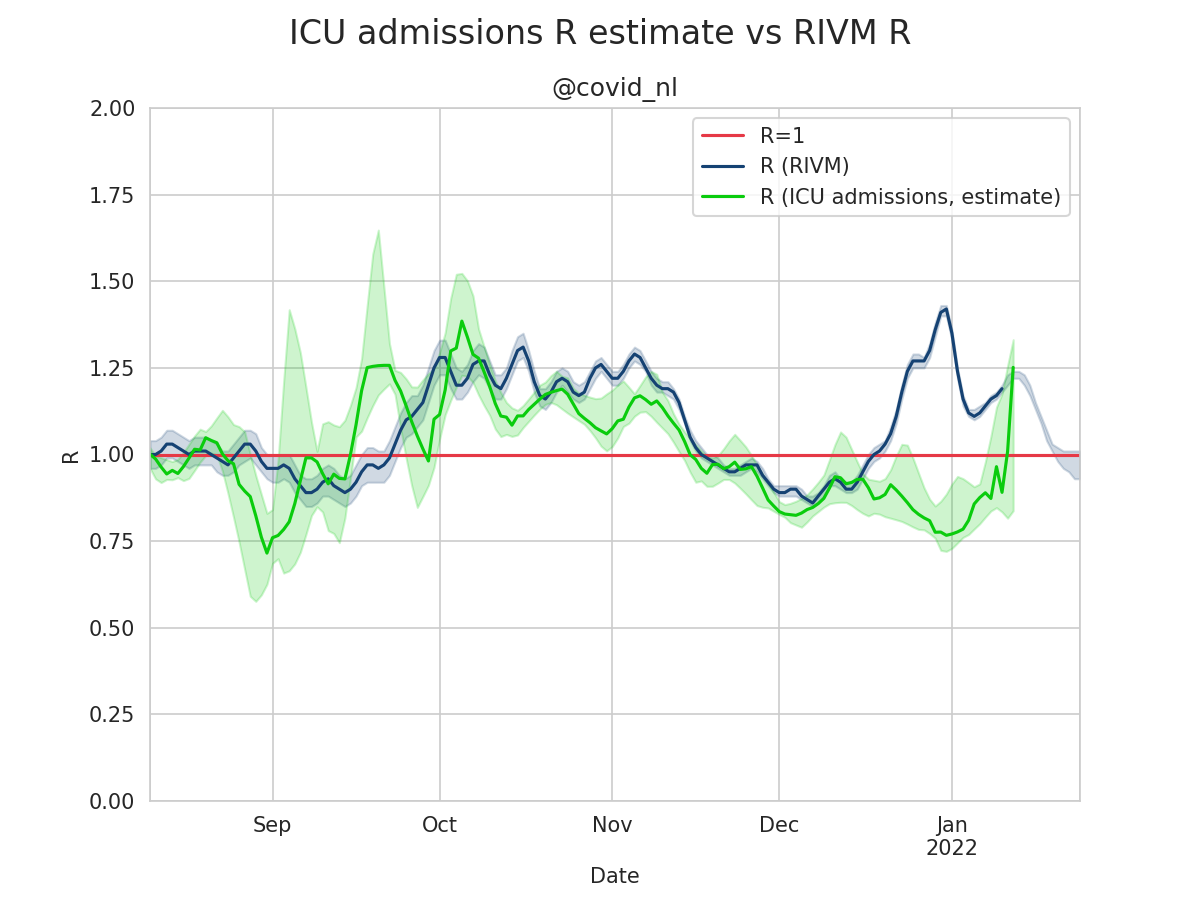 ICU admissions R estimate vs RIVM R
@covid_nl
2.00
1.75
1.50
1.25
1.00
0.75
0.50
0.25
0.00
R
R=1
R (RIVM)
R (ICU admissions, estimate)
Sep
Oct
Nov
Dec
Jan
2022
Date